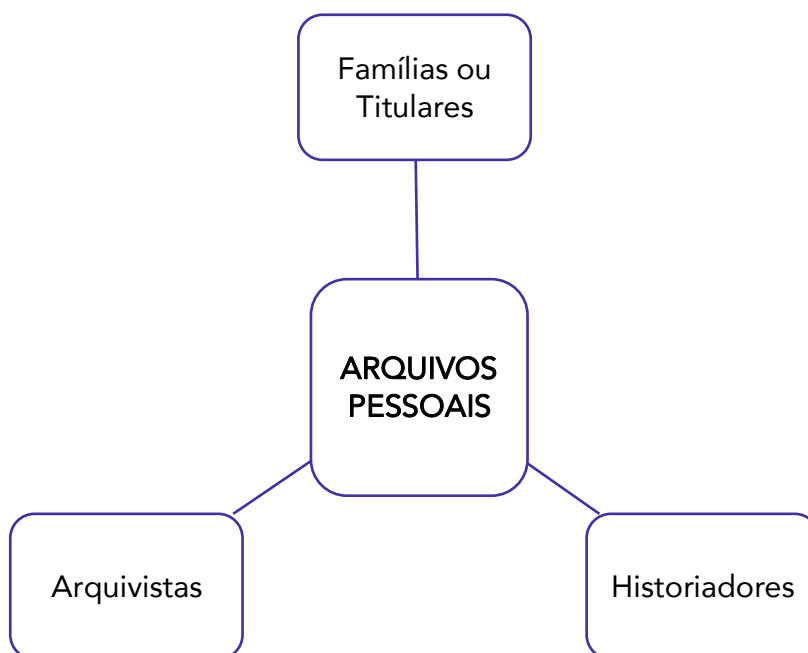 Famílias ou
Titulares
ARQUIVOS
PESSOAIS
Arquivistas
Historiadores